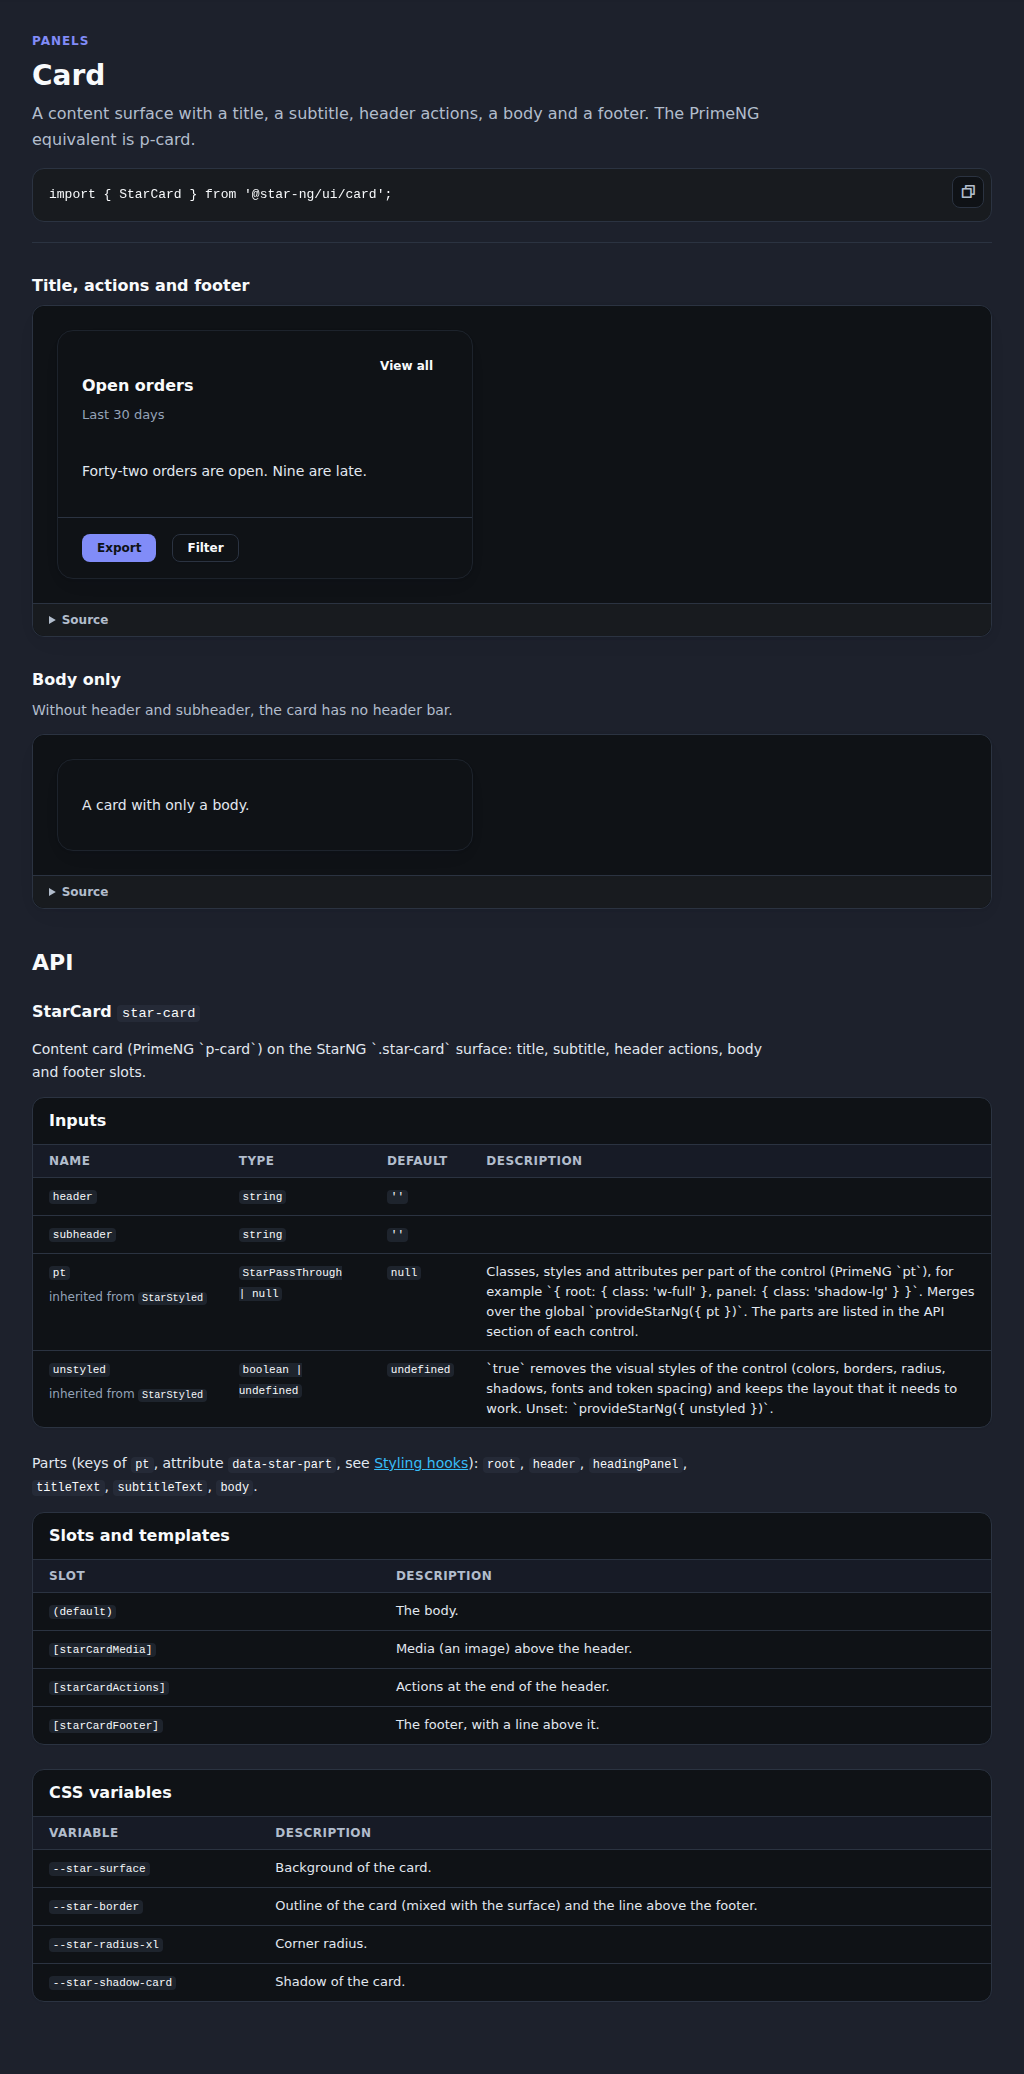 PANELS
Card
A content surface with a title, a subtitle, header actions, a body and a footer. The PrimeNG
equivalent is p-card.
import { StarCard } from '@star-ng/ui/card';
Title, actions and footer
View all
Open orders
Last 30 days
Forty-two orders are open. Nine are late.
Export Filter
Source
Body only
Without header and subheader, the card has no header bar.
A card with only a body.
Source
API
StarCard star-card
Content card (PrimeNG `p-card`) on the StarNG `.star-card` surface: title, subtitle, header actions, body
and footer slots.
Inputs
NAME TYPE DEFAULT DESCRIPTION
header string ''
subheader string ''
pt StarPassThrough null Classes, styles and attributes per part of the control (PrimeNG `pt`), for
inherited from StarStyled | null example `{ root: { class: 'w-full' }, panel: { class: 'shadow-lg' } }`. Merges
over the global `provideStarNg({ pt })`. The parts are listed in the API
section of each control.
unstyled boolean | undefined `true` removes the visual styles of the control (colors, borders, radius,
inherited from StarStyled undefined shadows, fonts and token spacing) and keeps the layout that it needs to
work. Unset: `provideStarNg({ unstyled })`.
Parts (keys of pt, attribute data-star-part, see Styling hooks): root, header, headingPanel,
titleText, subtitleText, body.
Slots and templates
SLOT DESCRIPTION
(default) The body.
[starCardMedia] Media (an image) above the header.
[starCardActions] Actions at the end of the header.
[starCardFooter] The footer, with a line above it.
CSS variables
VARIABLE DESCRIPTION
--star-surface Background of the card.
--star-border Outline of the card (mixed with the surface) and the line above the footer.
--star-radius-xl Corner radius.
--star-shadow-card Shadow of the card.